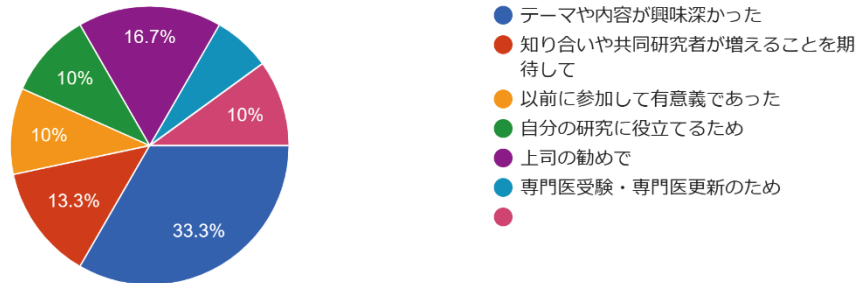 16.7%
10%
10%
10%
13.3%
33.3%
テーマや内容が興味深かった
知り合いや共同研究者が増えることを期
待して
以前に参加して有意義であった
自分の研究に役立てるため
上司の勧めで
専門医受験・専門医更新のため